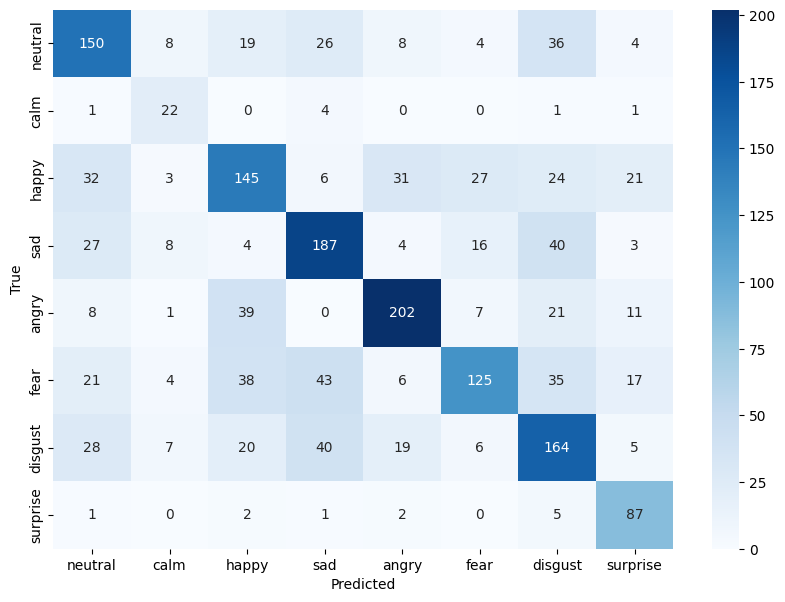 neutral 150 8 19 26 8 4 36 4
calm 1 22 0 4 0 0 1 1
happy 32 3 145 6 31 27 24 21
sad 27 8 4 187 4 16 40 3
angry 8 1 39 0 202 7 21 11
fear 21 4 38 43 6 125 35 17
disgust 28 7 20 40 19 6 164 5
surprise 1 0 2 1 2 0 5 87
neutral calm happy sad angry fear disgust surprise
Predicted
True
200
175
150
125
100
75
50
25
0